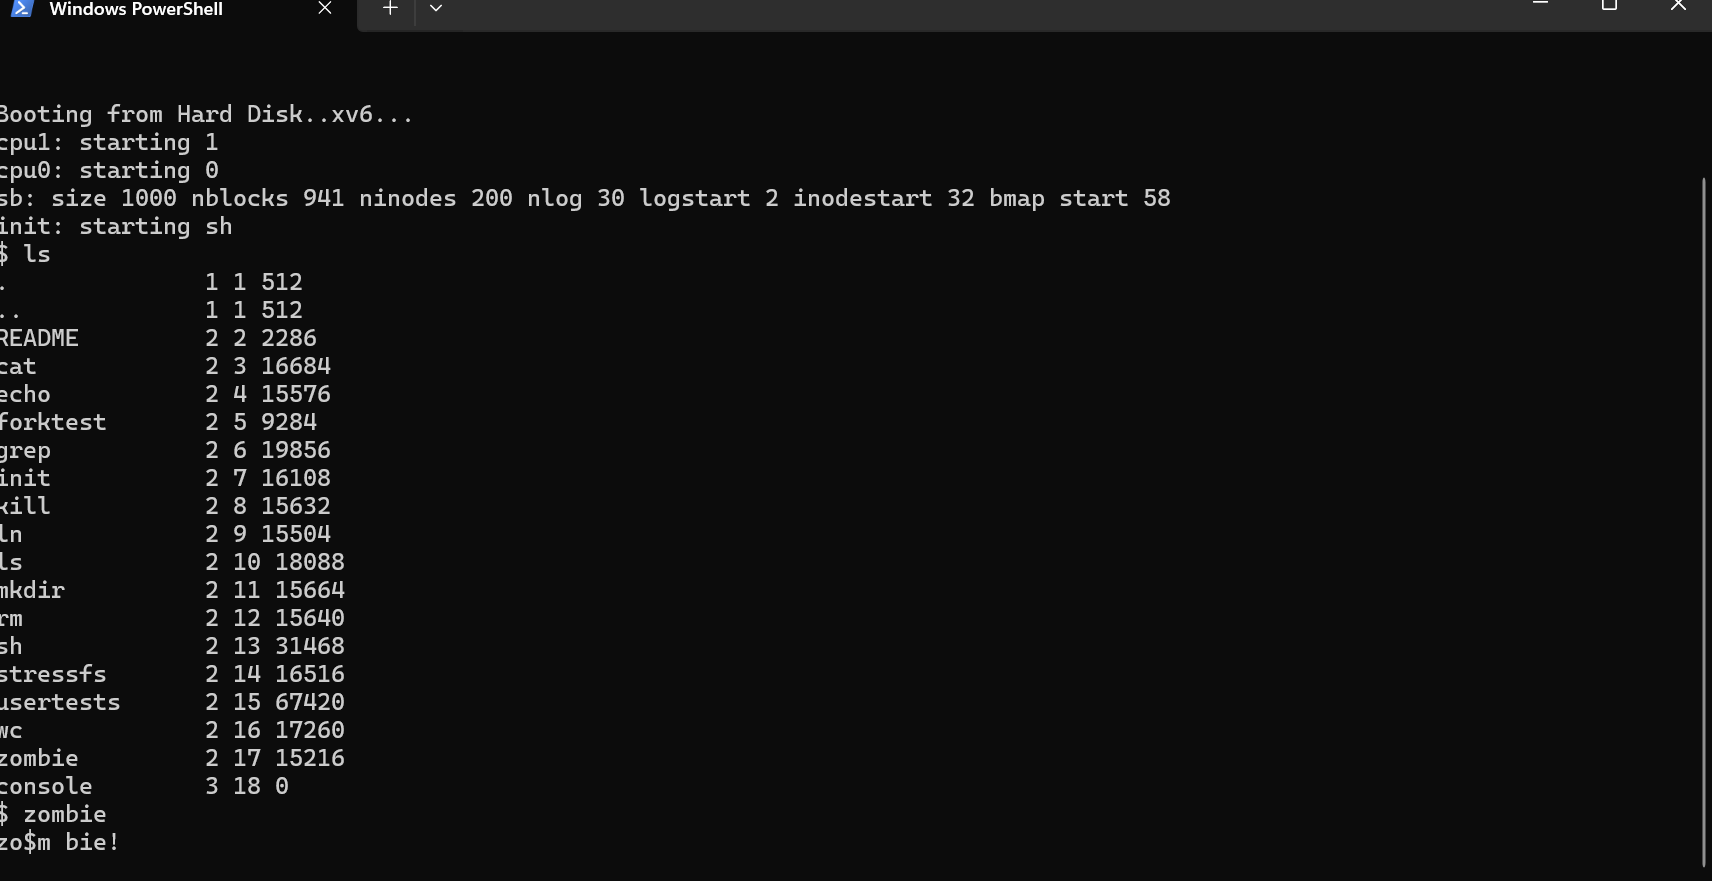 Windows PowerShell
Booting from Hard Disk..xv6...
cpu1: starting 1
cpu0: starting 0
sb: size 1000 nblocks 941 ninodes 200 nlog 30 logstart 2 inodestart 32 bmap start 58
init: starting sh
$ ls
. 1 1 512
.. 1 1 512
README 2 2 2286
cat 2 3 16684
echo 2 4 15576
forktest 2 5 9284
grep 2 6 19856
init 2 7 16108
kill 2 8 15632
ln 2 9 15504
ls 2 10 18088
mkdir 2 11 15664
rm 2 12 15640
sh 2 13 31468
stressfs 2 14 16516
usertests 2 15 67420
wc 2 16 17260
zombie 2 17 15216
console 3 18 0
$ zombie
zo$m bie!